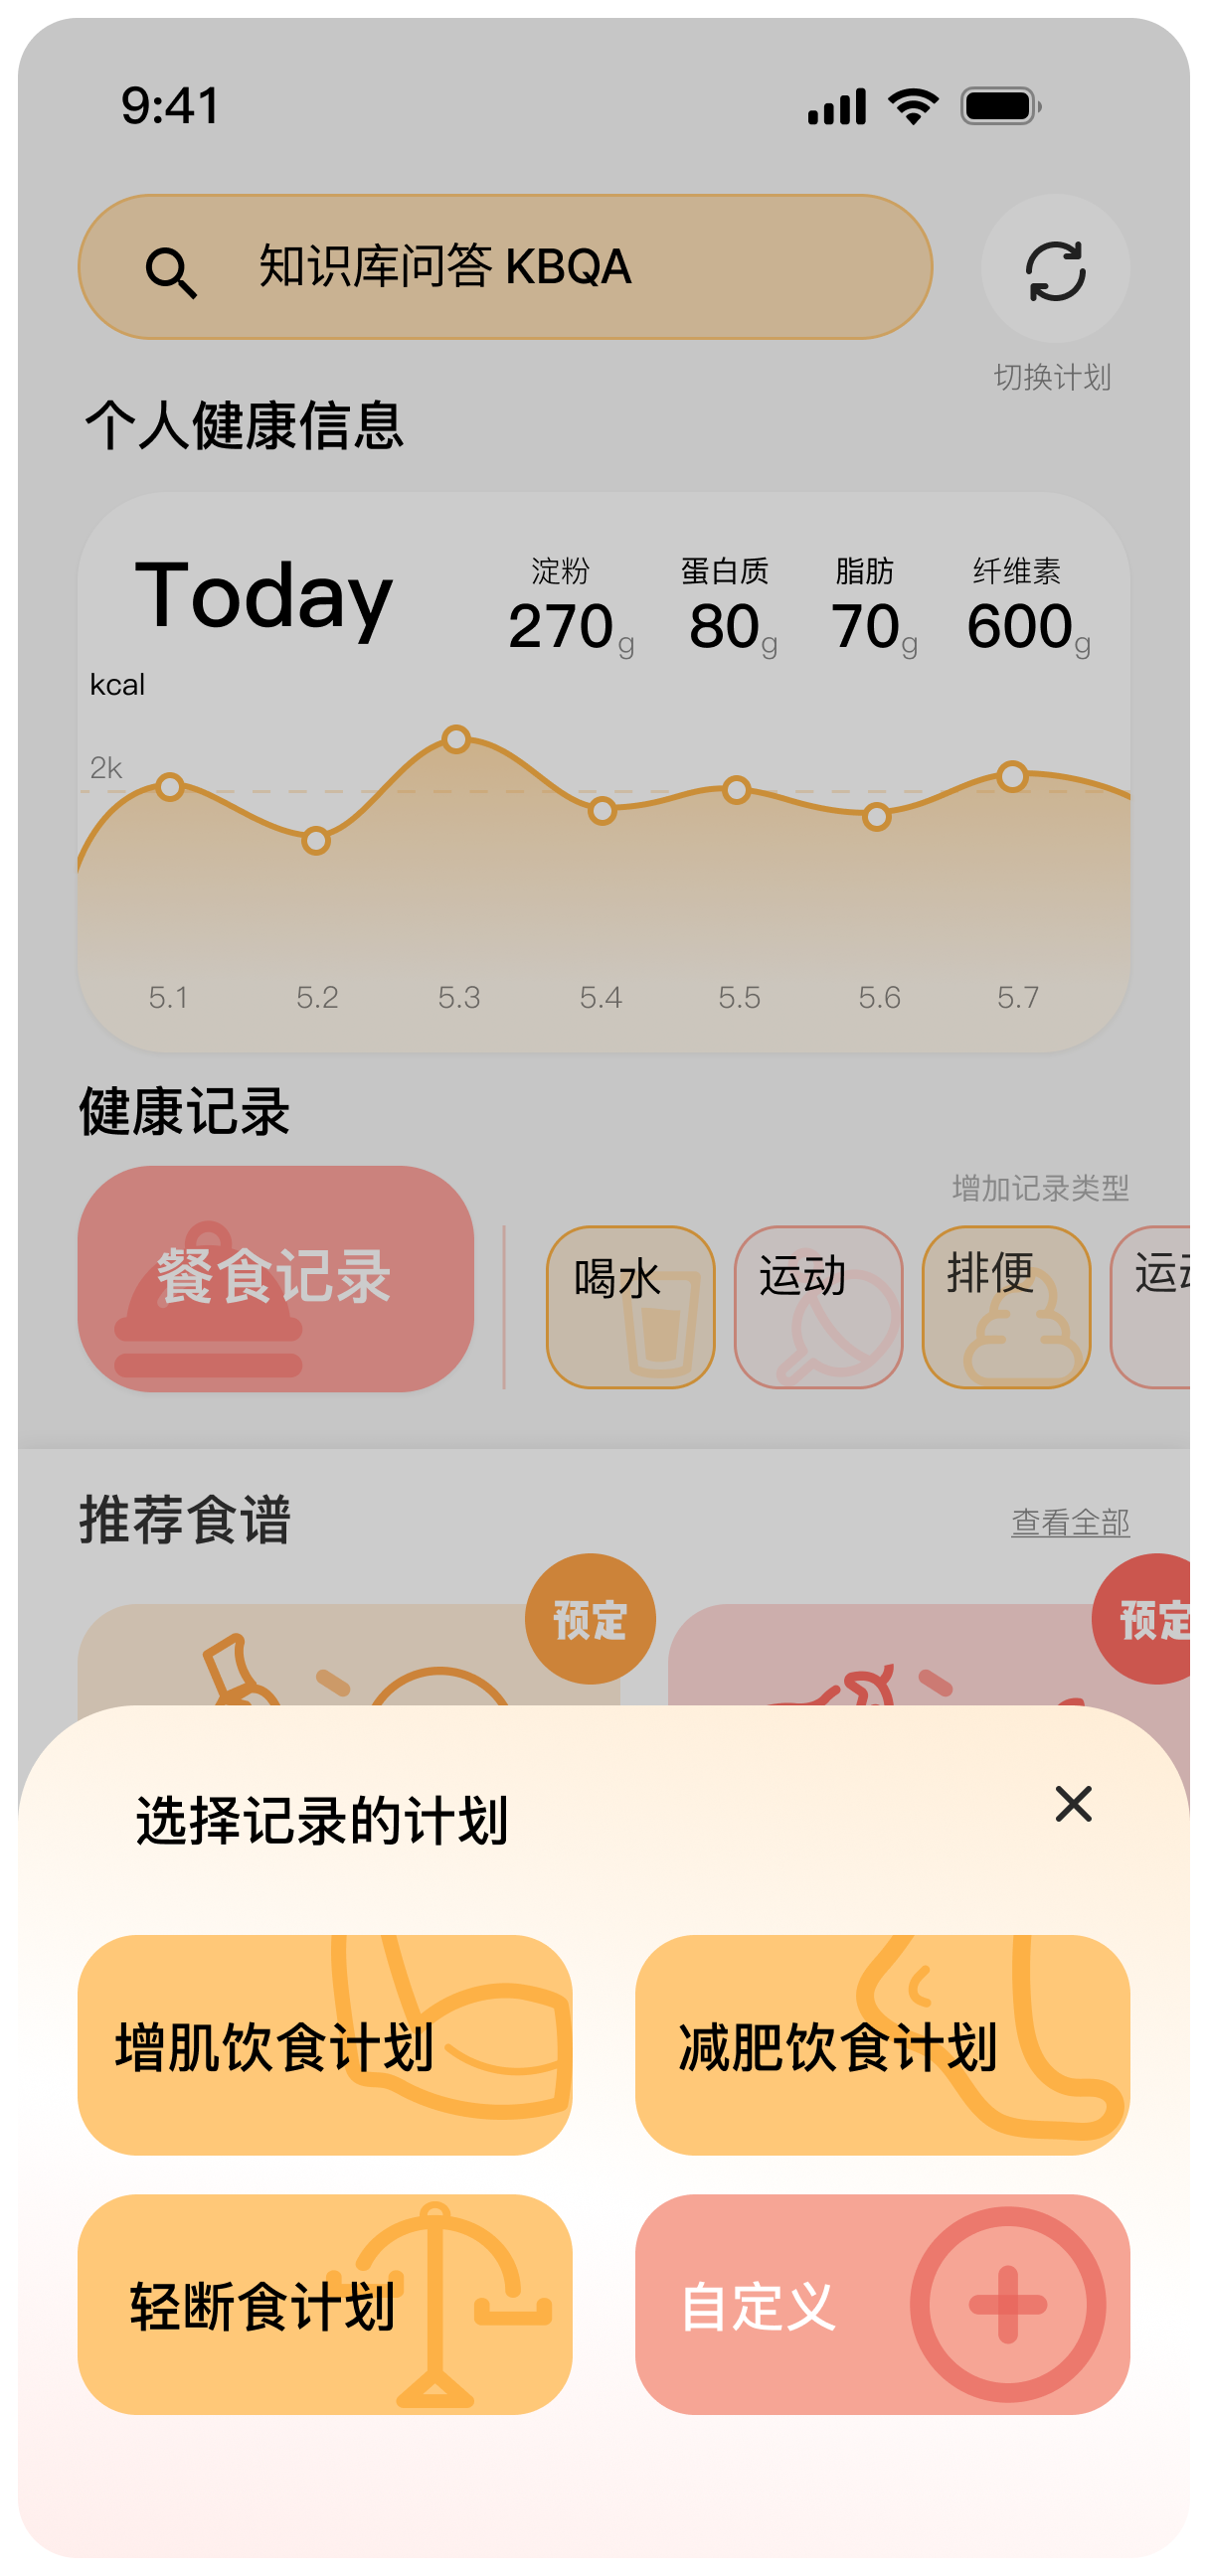 9:41
知识库问答 KBQA
切换计划
个人健康信息
Today
淀粉 蛋白质 脂肪 纤维素
270g 80g 70g 600g
kcal
2k
5.1 5.2 5.3 5.4 5.5 5.6 5.7
健康记录
增加记录类型
餐食记录
喝水 运动 排便 运动
推荐食谱
查看全部
预定 预定
选择记录的计划
增肌饮食计划 减肥饮食计划
轻断食计划 自定义